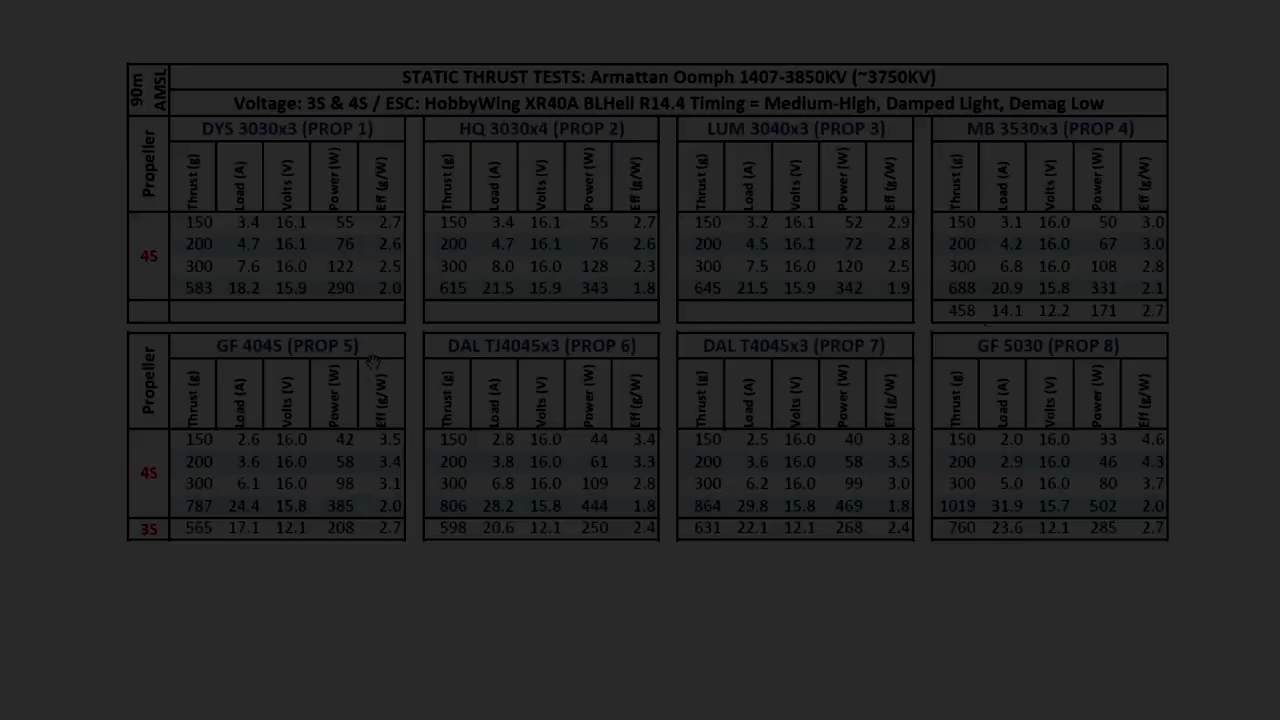 90m AMSL
STATIC THRUST TESTS: Armattan Oomph 1407-3850KV (~3750KV)
Voltage: 3S & 4S / ESC: HobbyWing XR40A BLHeli R14.4 Timing = Medium-High, Damped Light, Demag Low
Propeller DYS 3030x3 (PROP 1) HQ 3030x4 (PROP 2) LUM 3040x3 (PROP 3) MB 3530x3 (PROP 4)
Thrust (g) Load (A) Volts (V) Power (W) Eff (g/W) Thrust (g) Load (A) Volts (V) Power (W) Eff (g/W) Thrust (g) Load (A) Volts (V) Power (W) Eff (g/W) Thrust (g) Load (A) Volts (V) Power (W) Eff (g/W)
4S
150 3.4 16.1 55 2.7 150 3.4 16.1 55 2.7 150 3.2 16.1 52 2.9 150 3.1 16.0 50 3.0
200 4.7 16.1 76 2.6 200 4.7 16.1 76 2.6 200 4.5 16.1 72 2.8 200 4.2 16.0 67 3.0
300 7.6 16.0 122 2.5 300 8.0 16.0 128 2.3 300 7.5 16.0 120 2.5 300 6.8 16.0 108 2.8
583 18.2 15.9 290 2.0 615 21.5 15.9 343 1.8 645 21.5 15.9 342 1.9 688 20.9 15.8 331 2.1
458 14.1 12.2 171 2.7
Propeller GF 4045 (PROP 5) DAL TJ4045x3 (PROP 6) DAL T4045x3 (PROP 7) GF 5030 (PROP 8)
Thrust (g) Load (A) Volts (V) Power (W) Eff (g/W) Thrust (g) Load (A) Volts (V) Power (W) Eff (g/W) Thrust (g) Load (A) Volts (V) Power (W) Eff (g/W) Thrust (g) Load (A) Volts (V) Power (W) Eff (g/W)
4S
150 2.6 16.0 42 3.5 150 2.8 16.0 44 3.4 150 2.5 16.0 40 3.8 150 2.0 16.0 33 4.6
200 3.6 16.0 58 3.4 200 3.8 16.0 61 3.3 200 3.6 16.0 58 3.5 200 2.9 16.0 46 4.3
300 6.1 16.0 98 3.1 300 6.8 16.0 109 2.8 300 6.2 16.0 99 3.0 300 5.0 16.0 80 3.7
787 24.4 15.8 385 2.0 806 28.2 15.8 444 1.8 864 29.8 15.8 469 1.8 1019 31.9 15.7 502 2.0
3S 565 17.1 12.1 208 2.7 598 20.6 12.1 250 2.4 631 22.1 12.1 268 2.4 760 23.6 12.1 285 2.7